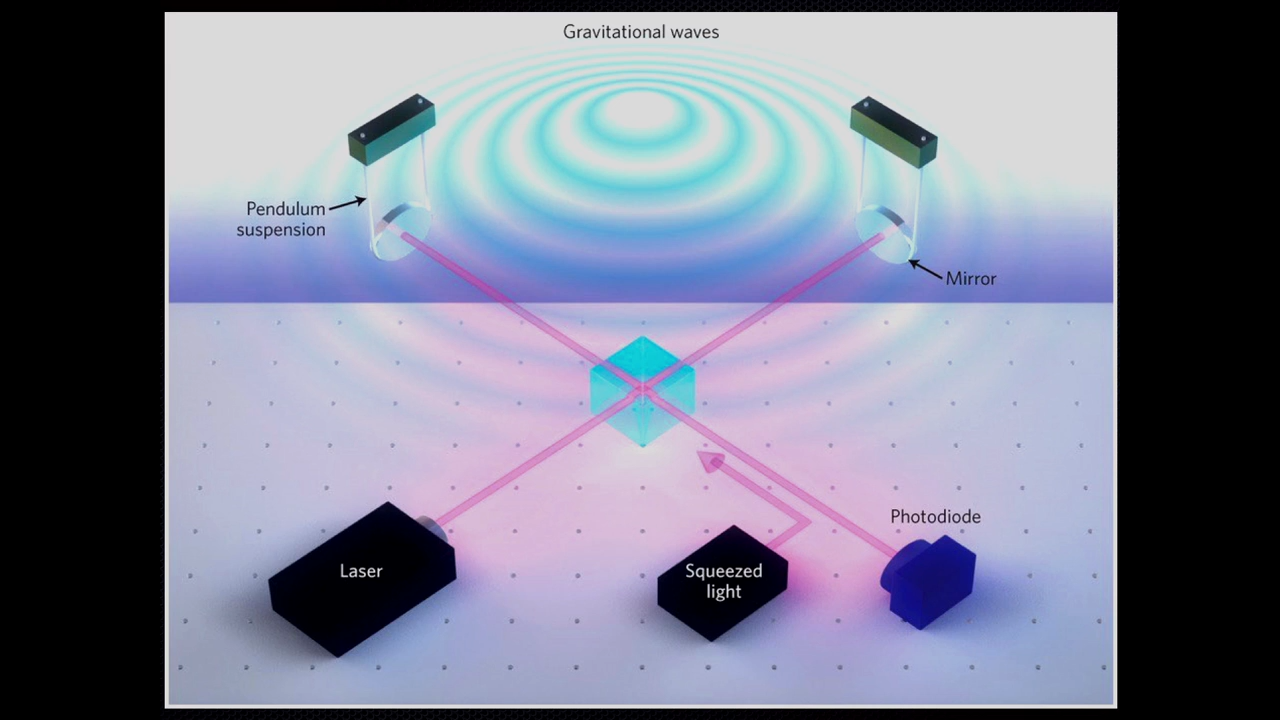 Gravitational waves
Pendulum
suspension
Mirror
Photodiode
Laser
Squeezed
light